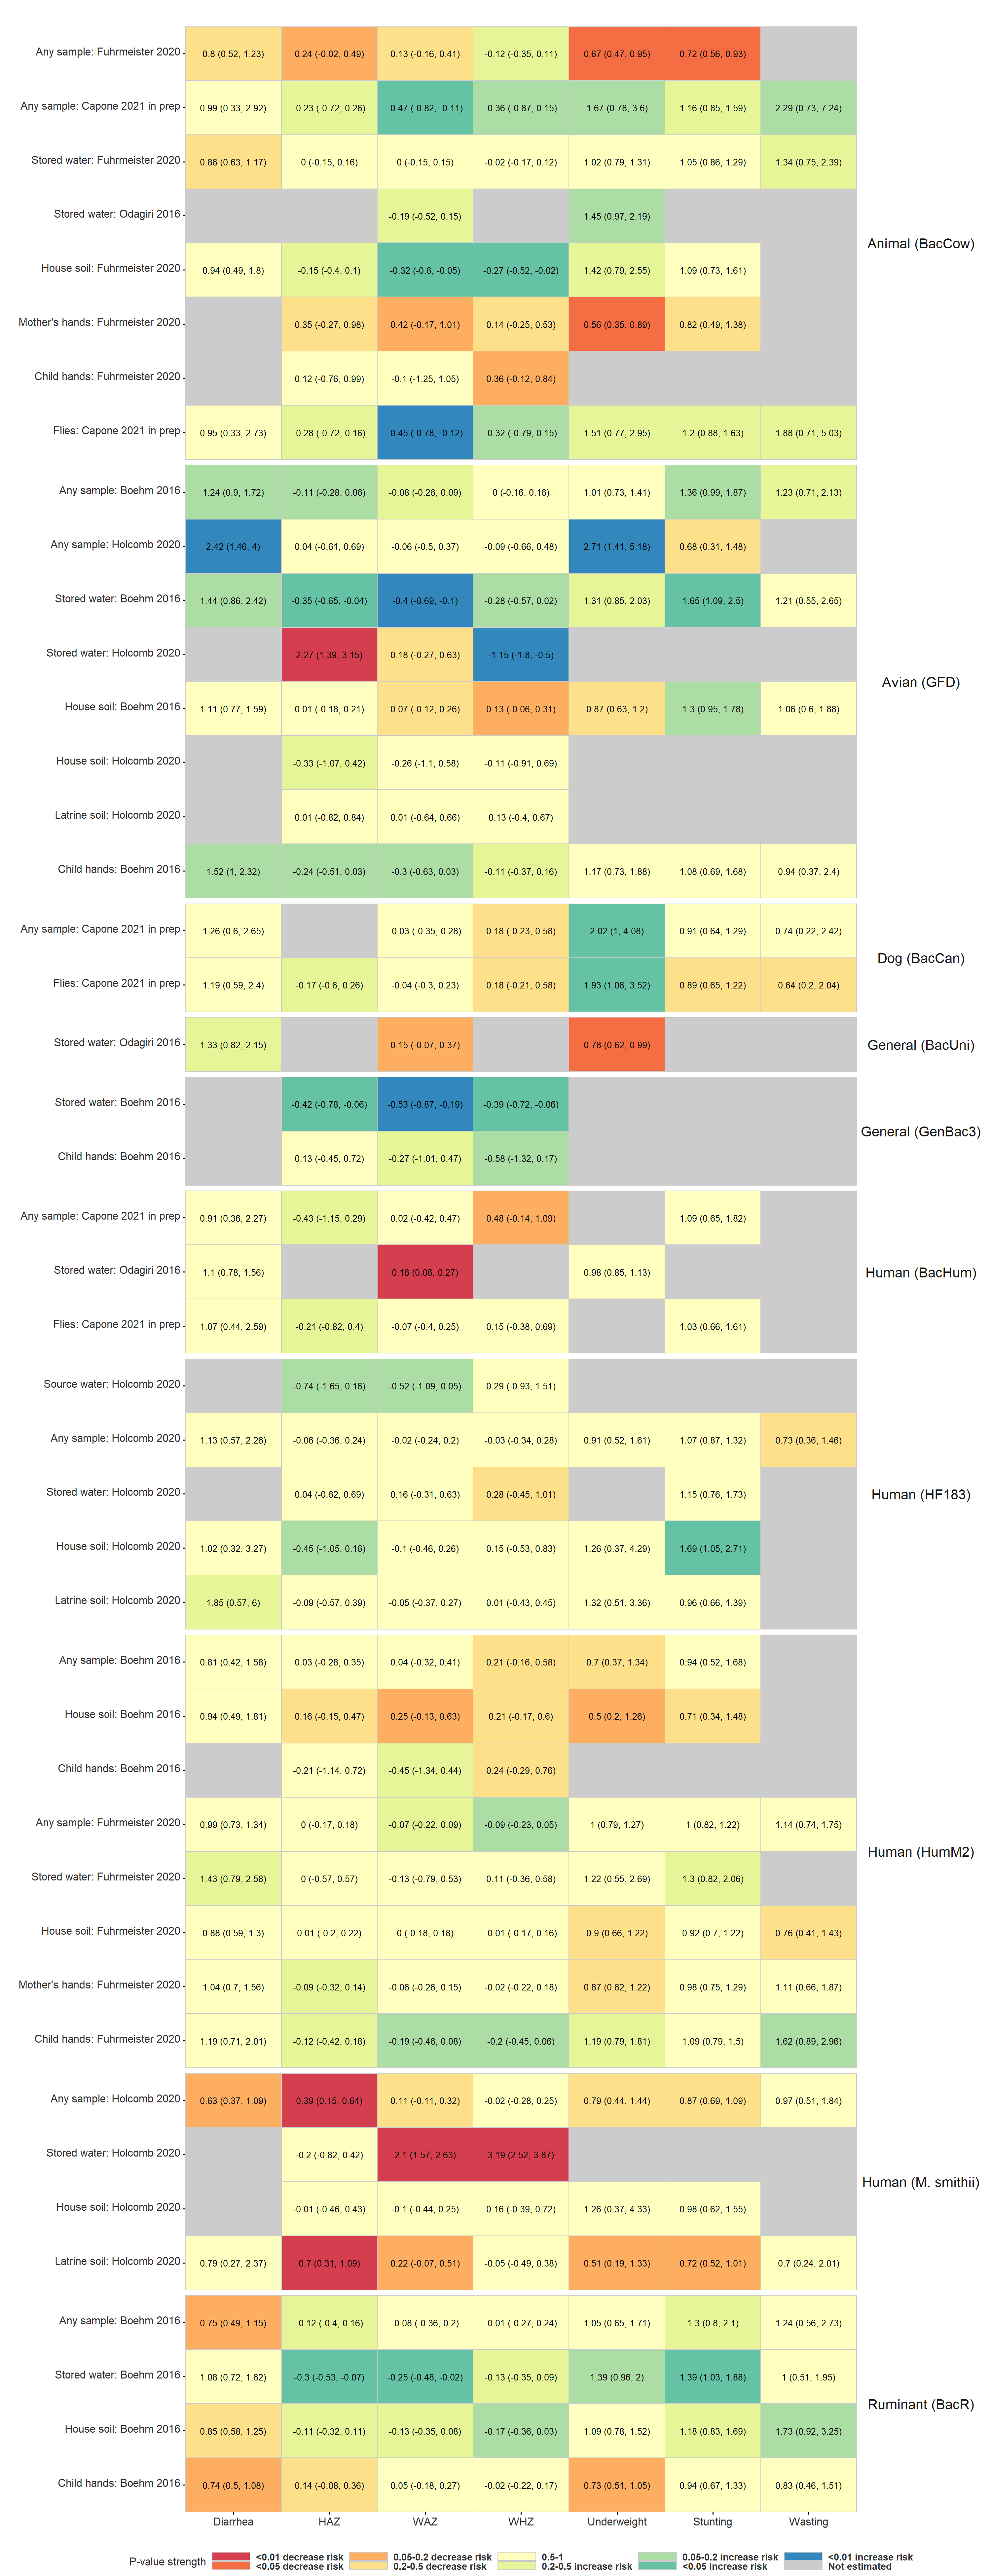 Any sample: Fuhrmeister 2020 0.8 (0.52, 1.23) 0.24 (-0.02, 0.49) 0.13 (-0.16, 0.41) -0.12 (-0.35, 0.11) 0.67 (0.47, 0.95) 0.72 (0.56, 0.93)
Any sample: Capone 2021 in prep 0.99 (0.33, 2.92) -0.23 (-0.72, 0.26) -0.47 (-0.82, -0.11) -0.36 (-0.87, 0.15) 1.67 (0.78, 3.6) 1.16 (0.85, 1.59) 2.29 (0.73, 7.24)
Stored water: Fuhrmeister 2020 0.86 (0.63, 1.17) 0 (-0.15, 0.16) 0 (-0.15, 0.15) -0.02 (-0.17, 0.12) 1.02 (0.79, 1.31) 1.05 (0.86, 1.29) 1.34 (0.75, 2.39)
Stored water: Odagiri 2016 -0.19 (-0.52, 0.15) 1.45 (0.97, 2.19)
Animal (BacCow)
House soil: Fuhrmeister 2020 0.94 (0.49, 1.8) -0.15 (-0.4, 0.1) -0.32 (-0.6, -0.05) -0.27 (-0.52, -0.02) 1.42 (0.79, 2.55) 1.09 (0.73, 1.61)
Mother's hands: Fuhrmeister 2020 0.35 (-0.27, 0.98) 0.42 (-0.17, 1.01) 0.14 (-0.25, 0.53) 0.56 (0.35, 0.89) 0.82 (0.49, 1.38)
Child hands: Fuhrmeister 2020 0.12 (-0.76, 0.99) -0.1 (-1.25, 1.05) 0.36 (-0.12, 0.84)
Flies: Capone 2021 in prep 0.95 (0.33, 2.73) -0.28 (-0.72, 0.16) -0.45 (-0.78, -0.12) -0.32 (-0.79, 0.15) 1.51 (0.77, 2.95) 1.2 (0.88, 1.63) 1.88 (0.71, 5.03)
Any sample: Boehm 2016 1.24 (0.9, 1.72) -0.11 (-0.28, 0.06) -0.08 (-0.26, 0.09) 0 (-0.16, 0.16) 1.01 (0.73, 1.41) 1.36 (0.99, 1.87) 1.23 (0.71, 2.13)
Any sample: Holcomb 2020 2.42 (1.46, 4) 0.04 (-0.61, 0.69) -0.06 (-0.5, 0.37) -0.09 (-0.66, 0.48) 2.71 (1.41, 5.18) 0.68 (0.31, 1.48)
Stored water: Boehm 2016 1.44 (0.86, 2.42) -0.35 (-0.65, -0.04) -0.4 (-0.69, -0.1) -0.28 (-0.57, 0.02) 1.31 (0.85, 2.03) 1.65 (1.09, 2.5) 1.21 (0.55, 2.65)
Stored water: Holcomb 2020 2.27 (1.39, 3.15) 0.18 (-0.27, 0.63) -1.15 (-1.8, -0.5)
Avian (GFD)
House soil: Boehm 2016 1.11 (0.77, 1.59) 0.01 (-0.18, 0.21) 0.07 (-0.12, 0.26) 0.13 (-0.06, 0.31) 0.87 (0.63, 1.2) 1.3 (0.95, 1.78) 1.06 (0.6, 1.88)
House soil: Holcomb 2020 -0.33 (-1.07, 0.42) -0.26 (-1.1, 0.58) -0.11 (-0.91, 0.69)
Latrine soil: Holcomb 2020 0.01 (-0.82, 0.84) 0.01 (-0.64, 0.66) 0.13 (-0.4, 0.67)
Child hands: Boehm 2016 1.52 (1, 2.32) -0.24 (-0.51, 0.03) -0.3 (-0.63, 0.03) -0.11 (-0.37, 0.16) 1.17 (0.73, 1.88) 1.08 (0.69, 1.68) 0.94 (0.37, 2.4)
Any sample: Capone 2021 in prep 1.26 (0.6, 2.65) -0.03 (-0.35, 0.28) 0.18 (-0.23, 0.58) 2.02 (1, 4.08) 0.91 (0.64, 1.29) 0.74 (0.22, 2.42)
Dog (BacCan)
Flies: Capone 2021 in prep 1.19 (0.59, 2.4) -0.17 (-0.6, 0.26) -0.04 (-0.3, 0.23) 0.18 (-0.21, 0.58) 1.93 (1.06, 3.52) 0.89 (0.65, 1.22) 0.64 (0.2, 2.04)
Stored water: Odagiri 2016 1.33 (0.82, 2.15) 0.15 (-0.07, 0.37) 0.78 (0.62, 0.99) General (BacUni)
Stored water: Boehm 2016 -0.42 (-0.78, -0.06) -0.53 (-0.87, -0.19) -0.39 (-0.72, -0.06)
General (GenBac3)
Child hands: Boehm 2016 0.13 (-0.45, 0.72) -0.27 (-1.01, 0.47) -0.58 (-1.32, 0.17)
Any sample: Capone 2021 in prep 0.91 (0.36, 2.27) -0.43 (-1.15, 0.29) 0.02 (-0.42, 0.47) 0.48 (-0.14, 1.09) 1.09 (0.65, 1.82)
Stored water: Odagiri 2016 1.1 (0.78, 1.56) 0.16 (0.06, 0.27) 0.98 (0.85, 1.13) Human (BacHum)
Flies: Capone 2021 in prep 1.07 (0.44, 2.59) -0.21 (-0.82, 0.4) -0.07 (-0.4, 0.25) 0.15 (-0.38, 0.69) 1.03 (0.66, 1.61)
Source water: Holcomb 2020 -0.74 (-1.65, 0.16) -0.52 (-1.09, 0.05) 0.29 (-0.93, 1.51)
Any sample: Holcomb 2020 1.13 (0.57, 2.26) -0.06 (-0.36, 0.24) -0.02 (-0.24, 0.2) -0.03 (-0.34, 0.28) 0.91 (0.52, 1.61) 1.07 (0.87, 1.32) 0.73 (0.36, 1.46)
Stored water: Holcomb 2020 0.04 (-0.62, 0.69) 0.16 (-0.31, 0.63) 0.28 (-0.45, 1.01) 1.15 (0.76, 1.73) Human (HF183)
House soil: Holcomb 2020 1.02 (0.32, 3.27) -0.45 (-1.05, 0.16) -0.1 (-0.46, 0.26) 0.15 (-0.53, 0.83) 1.26 (0.37, 4.29) 1.69 (1.05, 2.71)
Latrine soil: Holcomb 2020 1.85 (0.57, 6) -0.09 (-0.57, 0.39) -0.05 (-0.37, 0.27) 0.01 (-0.43, 0.45) 1.32 (0.51, 3.36) 0.96 (0.66, 1.39)
Any sample: Boehm 2016 0.81 (0.42, 1.58) 0.03 (-0.28, 0.35) 0.04 (-0.32, 0.41) 0.21 (-0.16, 0.58) 0.7 (0.37, 1.34) 0.94 (0.52, 1.68)
House soil: Boehm 2016 0.94 (0.49, 1.81) 0.16 (-0.15, 0.47) 0.25 (-0.13, 0.63) 0.21 (-0.17, 0.6) 0.5 (0.2, 1.26) 0.71 (0.34, 1.48)
Child hands: Boehm 2016 -0.21 (-1.14, 0.72) -0.45 (-1.34, 0.44) 0.24 (-0.29, 0.76)
Any sample: Fuhrmeister 2020 0.99 (0.73, 1.34) 0 (-0.17, 0.18) -0.07 (-0.22, 0.09) -0.09 (-0.23, 0.05) 1 (0.79, 1.27) 1 (0.82, 1.22) 1.14 (0.74, 1.75)
Human (HumM2)
Stored water: Fuhrmeister 2020 1.43 (0.79, 2.58) 0 (-0.57, 0.57) -0.13 (-0.79, 0.53) 0.11 (-0.36, 0.58) 1.22 (0.55, 2.69) 1.3 (0.82, 2.06)
House soil: Fuhrmeister 2020 0.88 (0.59, 1.3) 0.01 (-0.2, 0.22) 0 (-0.18, 0.18) -0.01 (-0.17, 0.16) 0.9 (0.66, 1.22) 0.92 (0.7, 1.22) 0.76 (0.41, 1.43)
Mother's hands: Fuhrmeister 2020 1.04 (0.7, 1.56) -0.09 (-0.32, 0.14) -0.06 (-0.26, 0.15) -0.02 (-0.22, 0.18) 0.87 (0.62, 1.22) 0.98 (0.75, 1.29) 1.11 (0.66, 1.87)
Child hands: Fuhrmeister 2020 1.19 (0.71, 2.01) -0.12 (-0.42, 0.18) -0.19 (-0.46, 0.08) -0.2 (-0.45, 0.06) 1.19 (0.79, 1.81) 1.09 (0.79, 1.5) 1.62 (0.89, 2.96)
Any sample: Holcomb 2020 0.63 (0.37, 1.09) 0.39 (0.15, 0.64) 0.11 (-0.11, 0.32) -0.02 (-0.28, 0.25) 0.79 (0.44, 1.44) 0.87 (0.69, 1.09) 0.97 (0.51, 1.84)
Stored water: Holcomb 2020 -0.2 (-0.82, 0.42) 2.1 (1.57, 2.63) 3.19 (2.52, 3.87)
Human (M. smithii)
House soil: Holcomb 2020 -0.01 (-0.46, 0.43) -0.1 (-0.44, 0.25) 0.16 (-0.39, 0.72) 1.26 (0.37, 4.33) 0.98 (0.62, 1.55)
Latrine soil: Holcomb 2020 0.79 (0.27, 2.37) 0.7 (0.31, 1.09) 0.22 (-0.07, 0.51) -0.05 (-0.49, 0.38) 0.51 (0.19, 1.33) 0.72 (0.52, 1.01) 0.7 (0.24, 2.01)
Any sample: Boehm 2016 0.75 (0.49, 1.15) -0.12 (-0.4, 0.16) -0.08 (-0.36, 0.2) -0.01 (-0.27, 0.24) 1.05 (0.65, 1.71) 1.3 (0.8, 2.1) 1.24 (0.56, 2.73)
Stored water: Boehm 2016 1.08 (0.72, 1.62) -0.3 (-0.53, -0.07) -0.25 (-0.48, -0.02) -0.13 (-0.35, 0.09) 1.39 (0.96, 2) 1.39 (1.03, 1.88) 1 (0.51, 1.95)
Ruminant (BacR)
House soil: Boehm 2016 0.85 (0.58, 1.25) -0.11 (-0.32, 0.11) -0.13 (-0.35, 0.08) -0.17 (-0.36, 0.03) 1.09 (0.78, 1.52) 1.18 (0.83, 1.69) 1.73 (0.92, 3.25)
Child hands: Boehm 2016 0.74 (0.5, 1.08) 0.14 (-0.08, 0.36) 0.05 (-0.18, 0.27) -0.02 (-0.22, 0.17) 0.73 (0.51, 1.05) 0.94 (0.67, 1.33) 0.83 (0.46, 1.51)
Diarrhea HAZ WAZ WHZ Underweight Stunting Wasting
P-value strength <0.01 decrease risk 0.05-0.2 decrease risk 0.5-1 0.05-0.2 increase risk <0.01 increase risk
<0.05 decrease risk 0.2-0.5 decrease risk 0.2-0.5 increase risk <0.05 increase risk Not estimated